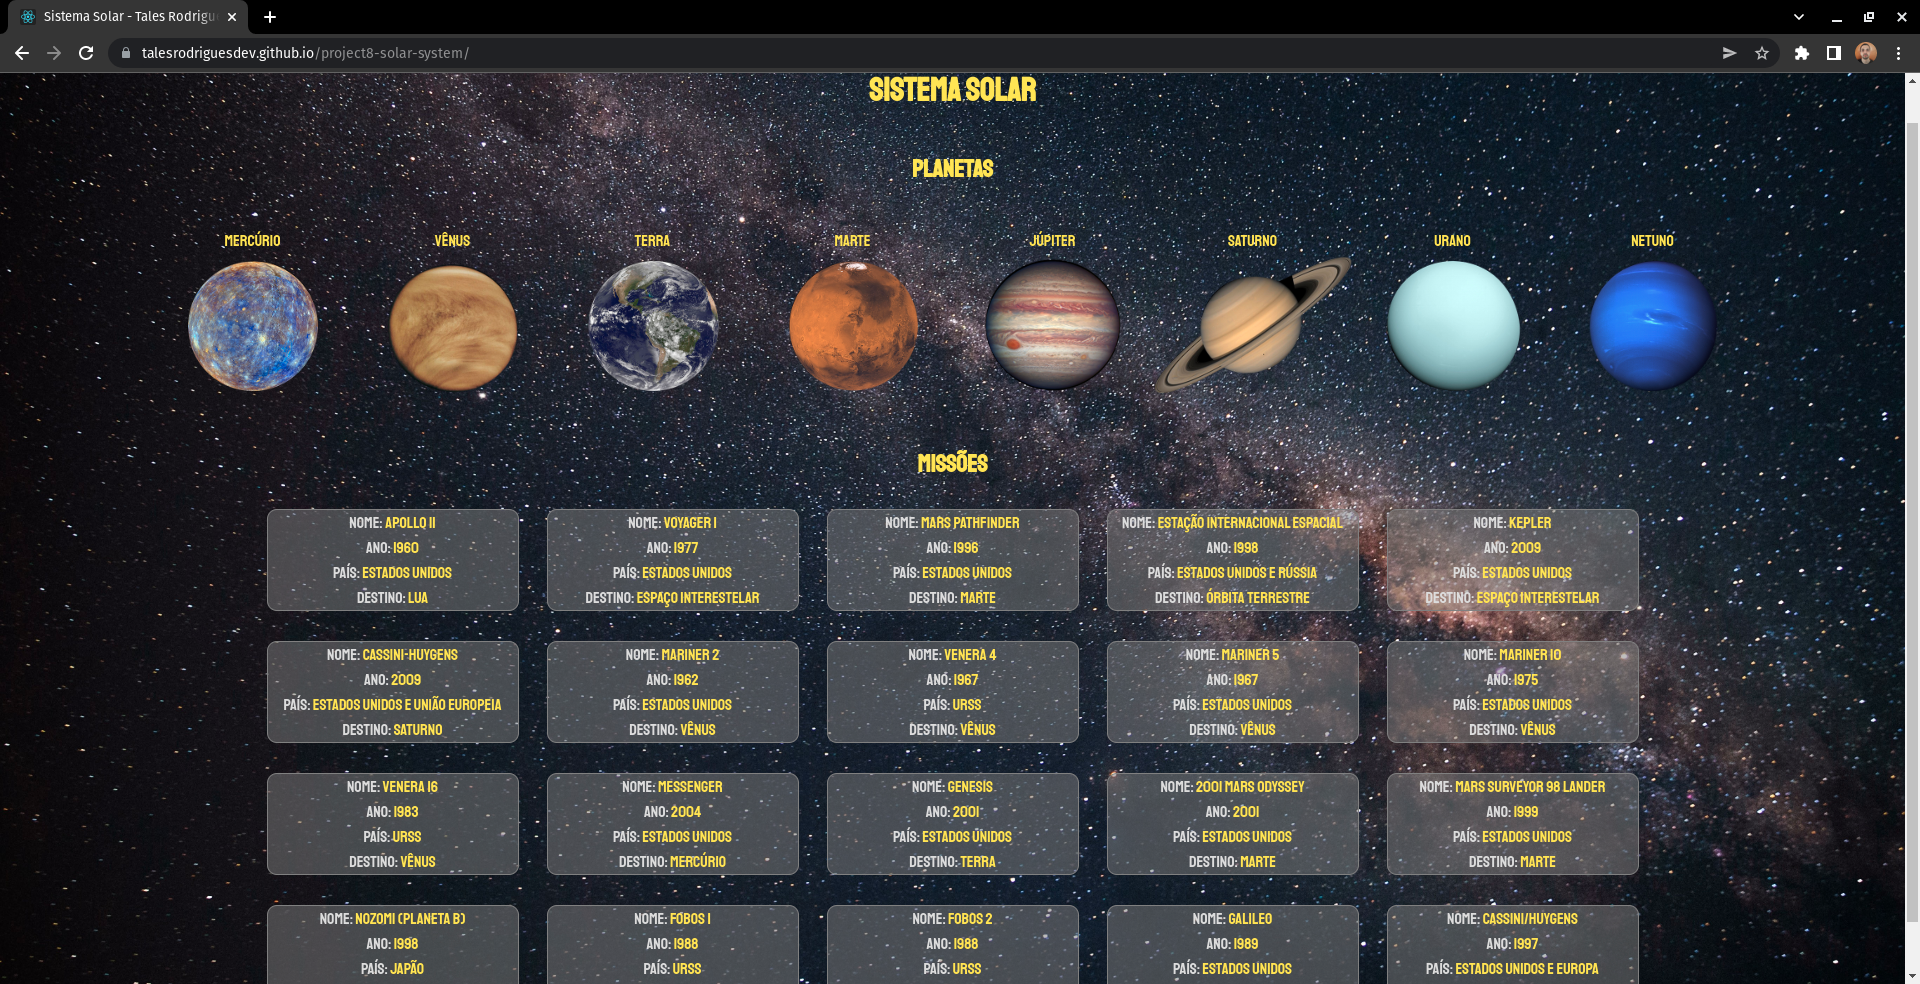 Sistema Solar - Tales Rodrigu
talesrodriguesdev.github.io/project8-solar-system/
SISTEMA SOLAR
PLANETAS
MERCÚRIO VÊNUS TERRA MARTE JÚPITER SATURNO URANO NETUNO
MISSÕES
NOME: APOLLO 11
ANO: 1960
PAÍS: ESTADOS UNIDOS
DESTINO: LUA
NOME: VOYAGER 1
ANO: 1977
PAÍS: ESTADOS UNIDOS
DESTINO: ESPAÇO INTERESTELAR
NOME: MARS PATHFINDER
ANO: 1996
PAÍS: ESTADOS UNIDOS
DESTINO: MARTE
NOME: ESTAÇÃO INTERNACIONAL ESPACIAL
ANO: 1998
PAÍS: ESTADOS UNIDOS E RÚSSIA
DESTINO: ÓRBITA TERRESTRE
NOME: KEPLER
ANO: 2009
PAÍS: ESTADOS UNIDOS
DESTINO: ESPAÇO INTERESTELAR
NOME: CASSINI-HUYGENS
ANO: 2009
PAÍS: ESTADOS UNIDOS E UNIÃO EUROPEIA
DESTINO: SATURNO
NOME: MARINER 2
ANO: 1962
PAÍS: ESTADOS UNIDOS
DESTINO: VÊNUS
NOME: VENERA 4
ANO: 1967
PAÍS: URSS
DESTINO: VÊNUS
NOME: MARINER 5
ANO: 1967
PAÍS: ESTADOS UNIDOS
DESTINO: VÊNUS
NOME: MARINER 10
ANO: 1975
PAÍS: ESTADOS UNIDOS
DESTINO: VÊNUS
NOME: VENERA 16
ANO: 1983
PAÍS: URSS
DESTINO: VÊNUS
NOME: MESSENGER
ANO: 2004
PAÍS: ESTADOS UNIDOS
DESTINO: MERCÚRIO
NOME: GENESIS
ANO: 2001
PAÍS: ESTADOS UNIDOS
DESTINO: TERRA
NOME: 2001 MARS ODYSSEY
ANO: 2001
PAÍS: ESTADOS UNIDOS
DESTINO: MARTE
NOME: MARS SURVEYOR 98 LANDER
ANO: 1999
PAÍS: ESTADOS UNIDOS
DESTINO: MARTE
NOME: NOZOMI (PLANETA B)
ANO: 1998
PAÍS: JAPÃO
NOME: FOBOS 1
ANO: 1988
PAÍS: URSS
NOME: FOBOS 2
ANO: 1988
PAÍS: URSS
NOME: GALILEO
ANO: 1989
PAÍS: ESTADOS UNIDOS
NOME: CASSINI/HUYGENS
ANO: 1997
PAÍS: ESTADOS UNIDOS E EUROPA